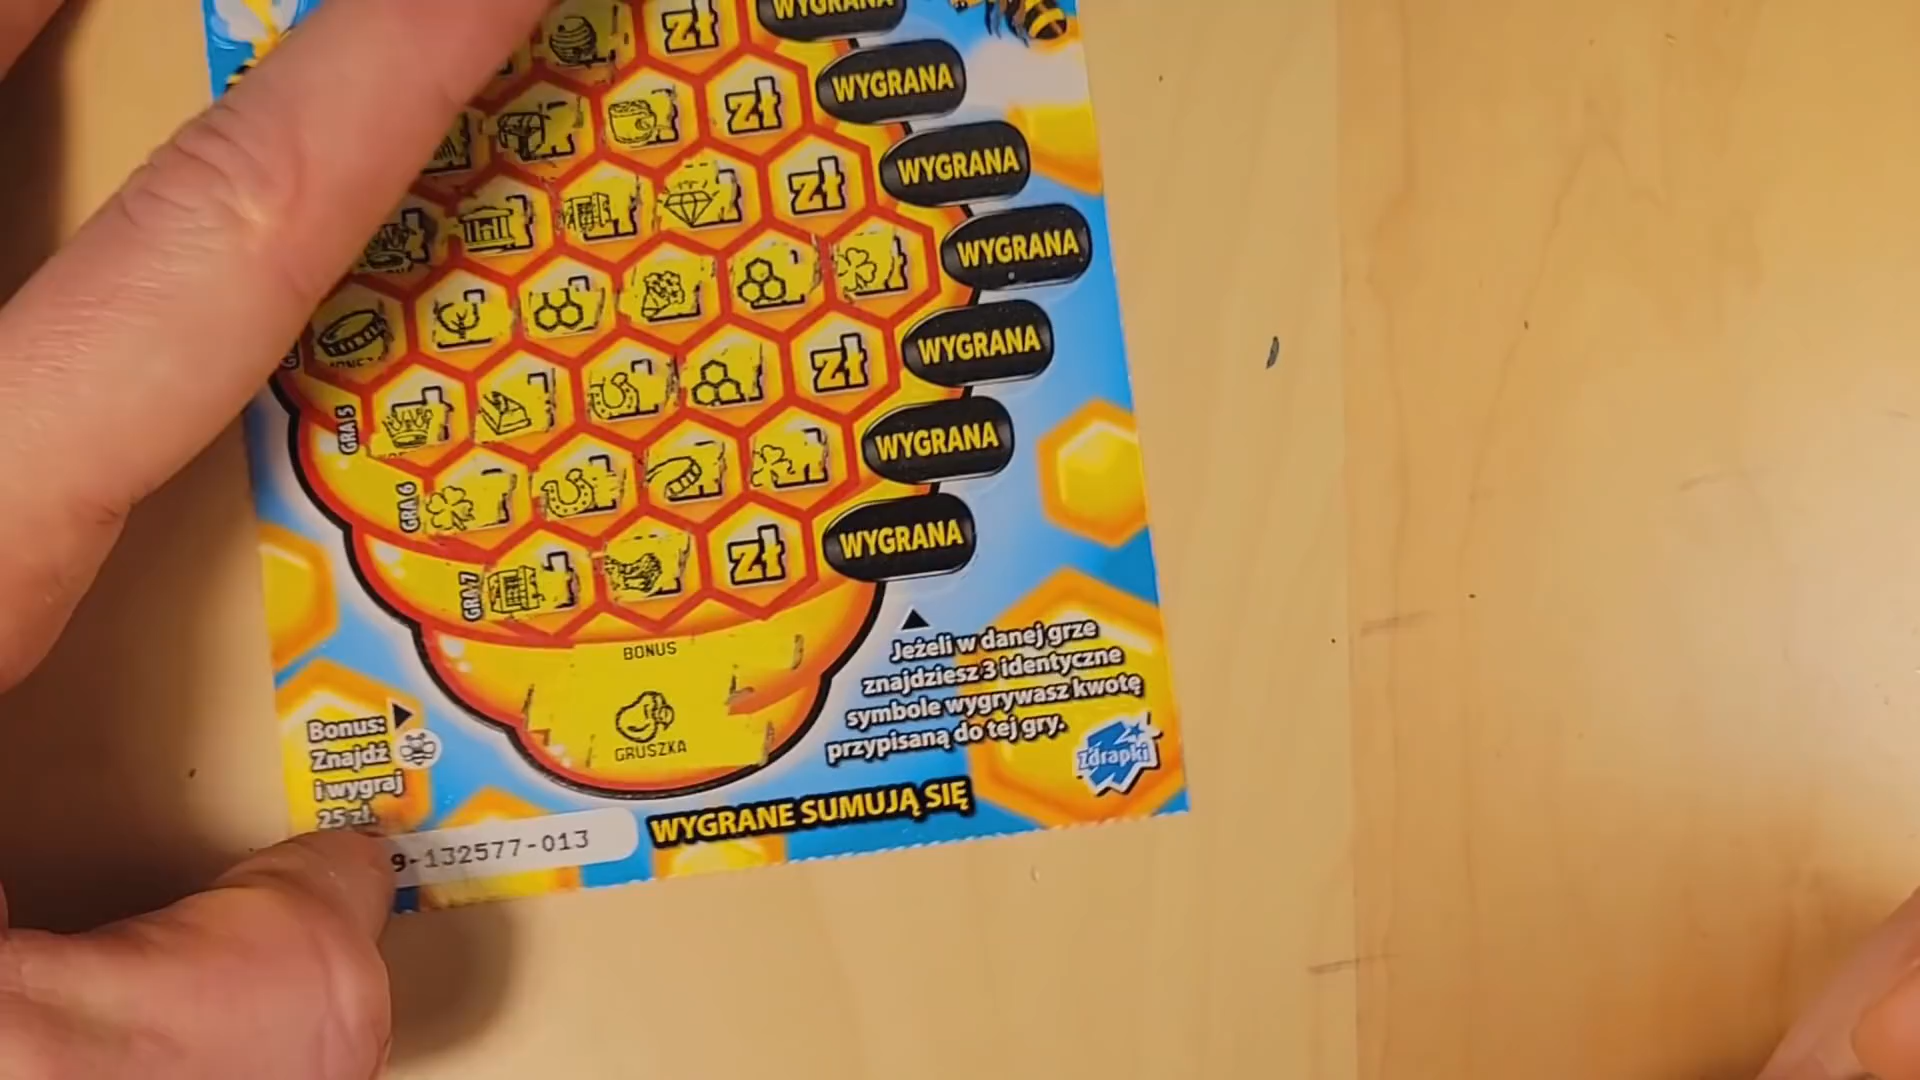 zł WYGRANA
zł WYGRANA
zł WYGRANA
WYGRANA
GRA 5 zł WYGRANA
GRA 6 WYGRANA
GRA 7 zł WYGRANA
BONUS
GRUSZKA
Bonus:
Znajdź
i wygraj
25 zł.
Jeżeli w danej grze
znajdziesz 3 identyczne
symbole wygrywasz kwotę
przypisaną do tej gry.
Zdrapki
9-132577-013
WYGRANE SUMUJĄ SIĘ